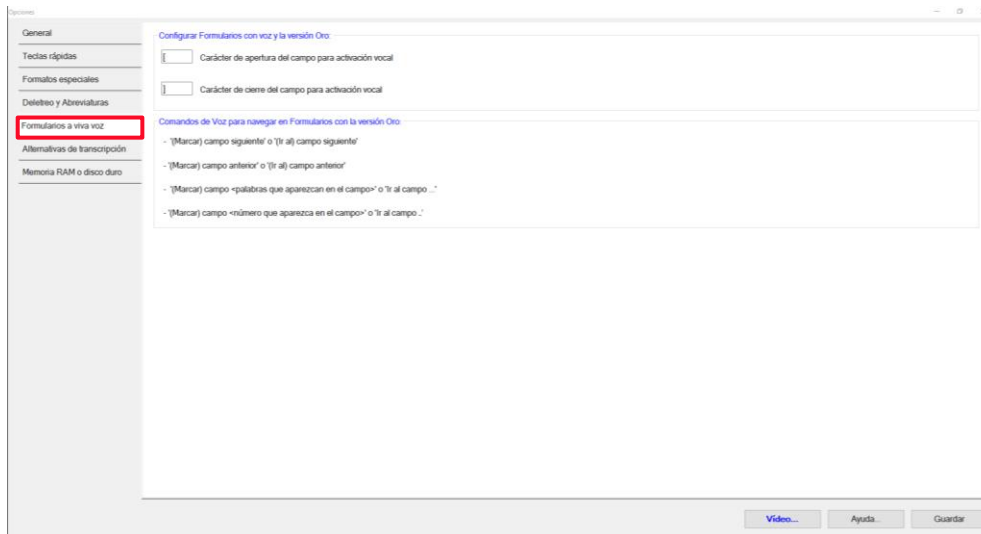 Opciones
General
Teclas rápidas
Formatos especiales
Deletreo y Abreviaturas
Formularios a viva voz
Alternativas de transcripción
Memoria RAM o disco duro
Configurar Formularios con voz y la versión Oro:
[ Carácter de apertura del campo para activación vocal
] Carácter de cierre del campo para activación vocal
Comandos de Voz para navegar en Formularios con la versión Oro:
- '(Marcar) campo siguiente' o '(Ir al) campo siguiente'
- '(Marcar) campo anterior' o '(Ir al) campo anterior'
- '(Marcar) campo <palabras que aparezcan en el campo>' o 'Ir al campo ...'
- '(Marcar) campo <número que aparezca en el campo>' o 'Ir al campo ..'
Vídeo...
Ayuda...
Guardar